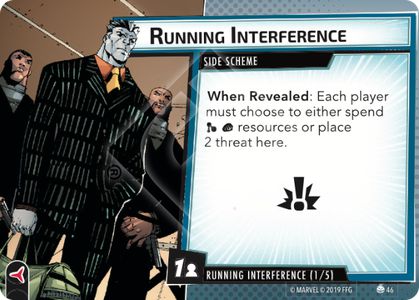 RUNNING INTERFERENCE
SIDE SCHEME
When Revealed: Each player
must choose to either spend
resources or place
2 threat here.
1
RUNNING INTERFERENCE (1/5)
© MARVEL © 2019 FFG 46